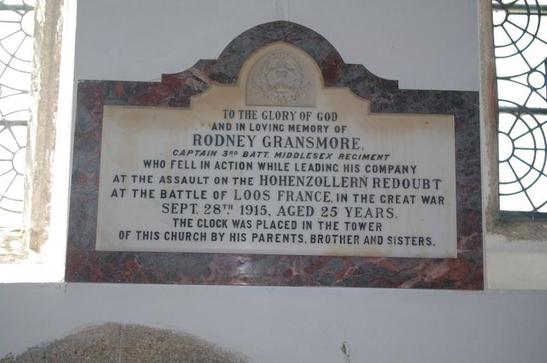 TO THE GLORY OF GOD
AND IN LOVING MEMORY OF
RODNEY GRANSMORE,
CAPTAIN 3RD BATT. MIDDLESEX REGIMENT
WHO FELL IN ACTION WHILE LEADING HIS COMPANY
AT THE ASSAULT ON THE HOHENZOLLERN REDOUBT
AT THE BATTLE OF LOOS FRANCE, IN THE GREAT WAR
SEPT. 28TH 1915. AGED 25 YEARS.
THE CLOCK WAS PLACED IN THE TOWER
OF THIS CHURCH BY HIS PARENTS, BROTHER AND SISTERS.